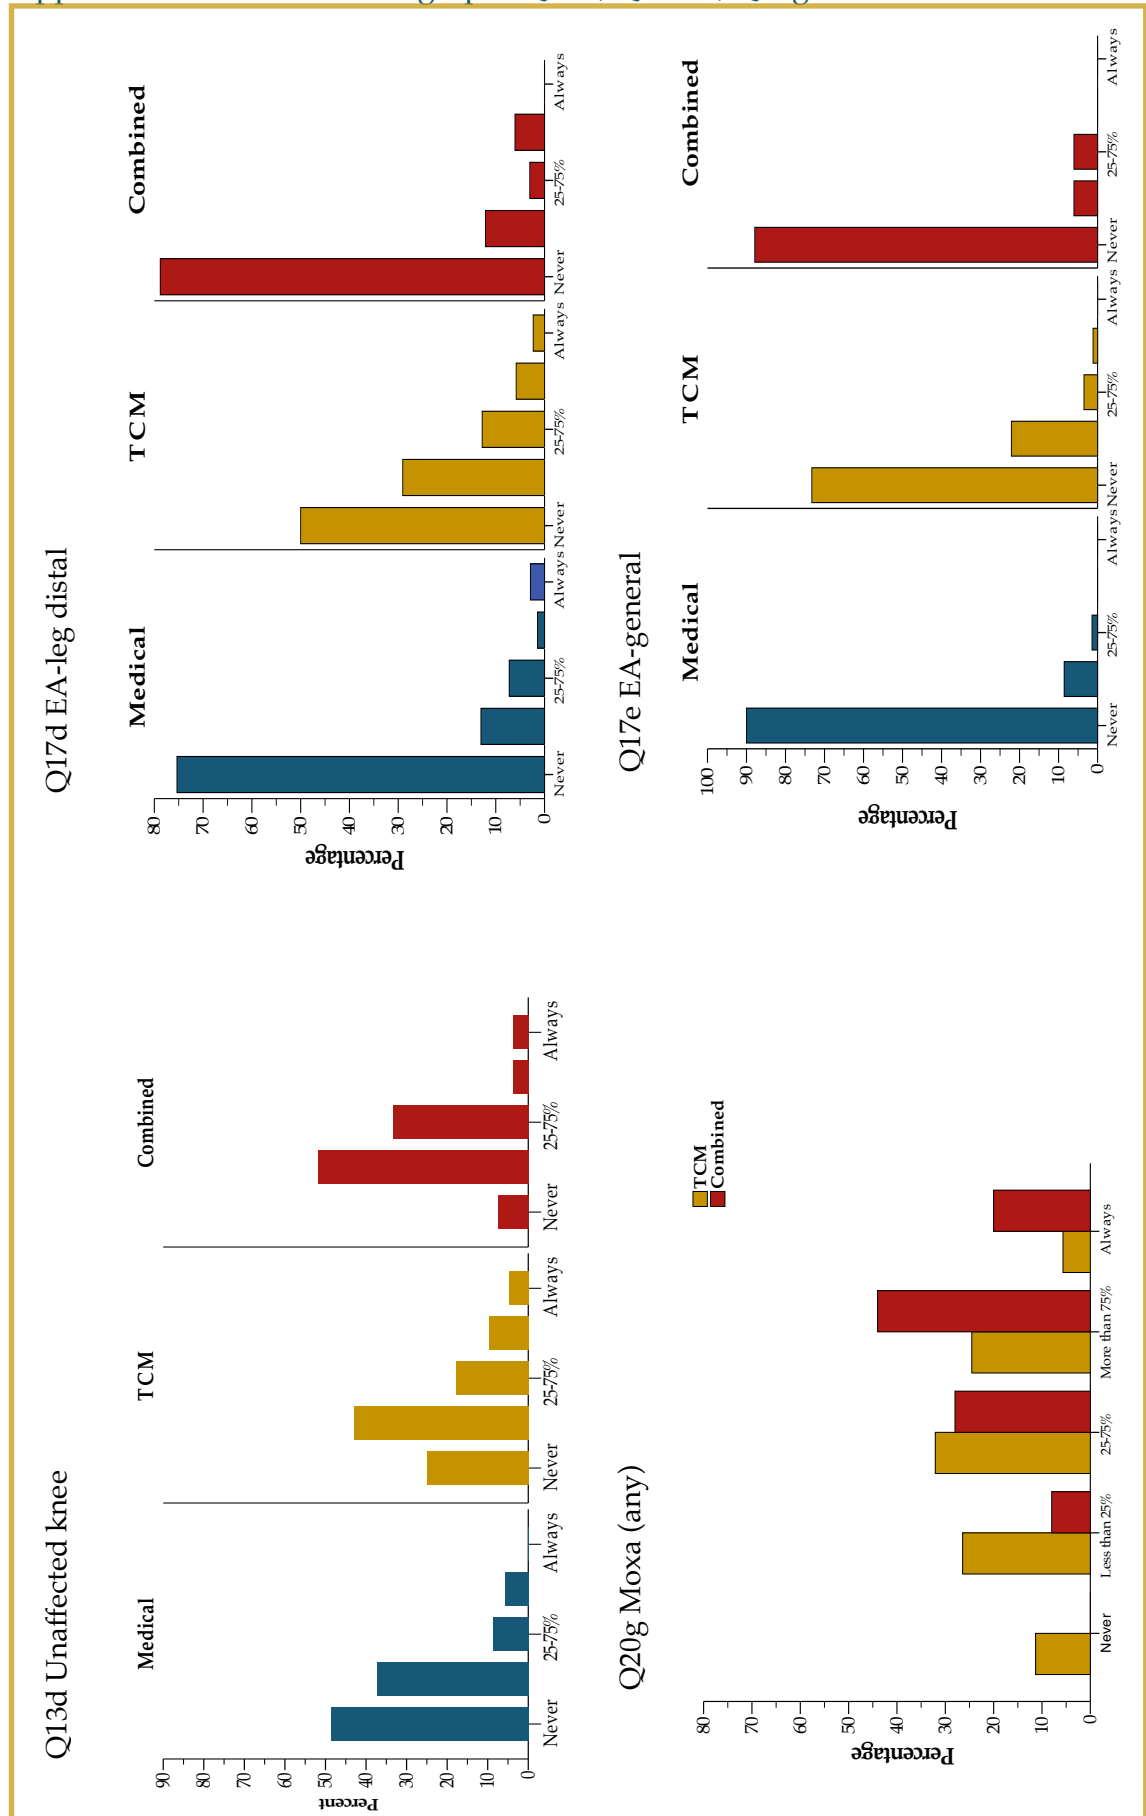 Q13d Unaffected knee
Medical
TCM
Combined
90
80
70
60
50
40
30
20
10
0
Percent
Never 25-75% Always
Never 25-75% Always
Never 25-75% Always
Q17d EA-leg distal
Medical
TCM
Combined
80
70
60
50
40
30
20
10
0
Percentage
Never 25-75% Always
Never 25-75% Always
Never 25-75% Always
Q20g Moxa (any)
TCM
Combined
80
70
60
50
40
30
20
10
0
Percentage
Never Less than 25% 25-75% More than 75% Always
Q17e EA-general
Medical
TCM
Combined
100
90
80
70
60
50
40
30
20
10
0
Percentage
Never 25-75% Always
Never 25-75% Always
Never 25-75% Always